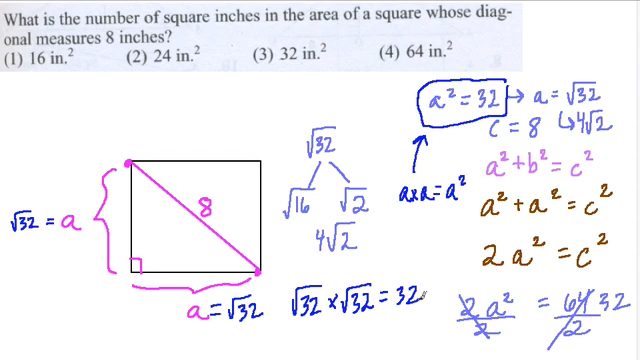 What is the number of square inches in the area of a square whose diag-
onal measures 8 inches?
(1) 16 in.² (2) 24 in.² (3) 32 in.² (4) 64 in.²
a² = 32 → a = √32
c = 8 ↳ 4√2
a² + b² = c²
a² + a² = c²
2a² = c²
2a² = 64 32
2 2
a × a = a²
√32
√16 √2
4√2
8
√32 = a
a = √32
√32 × √32 = 32